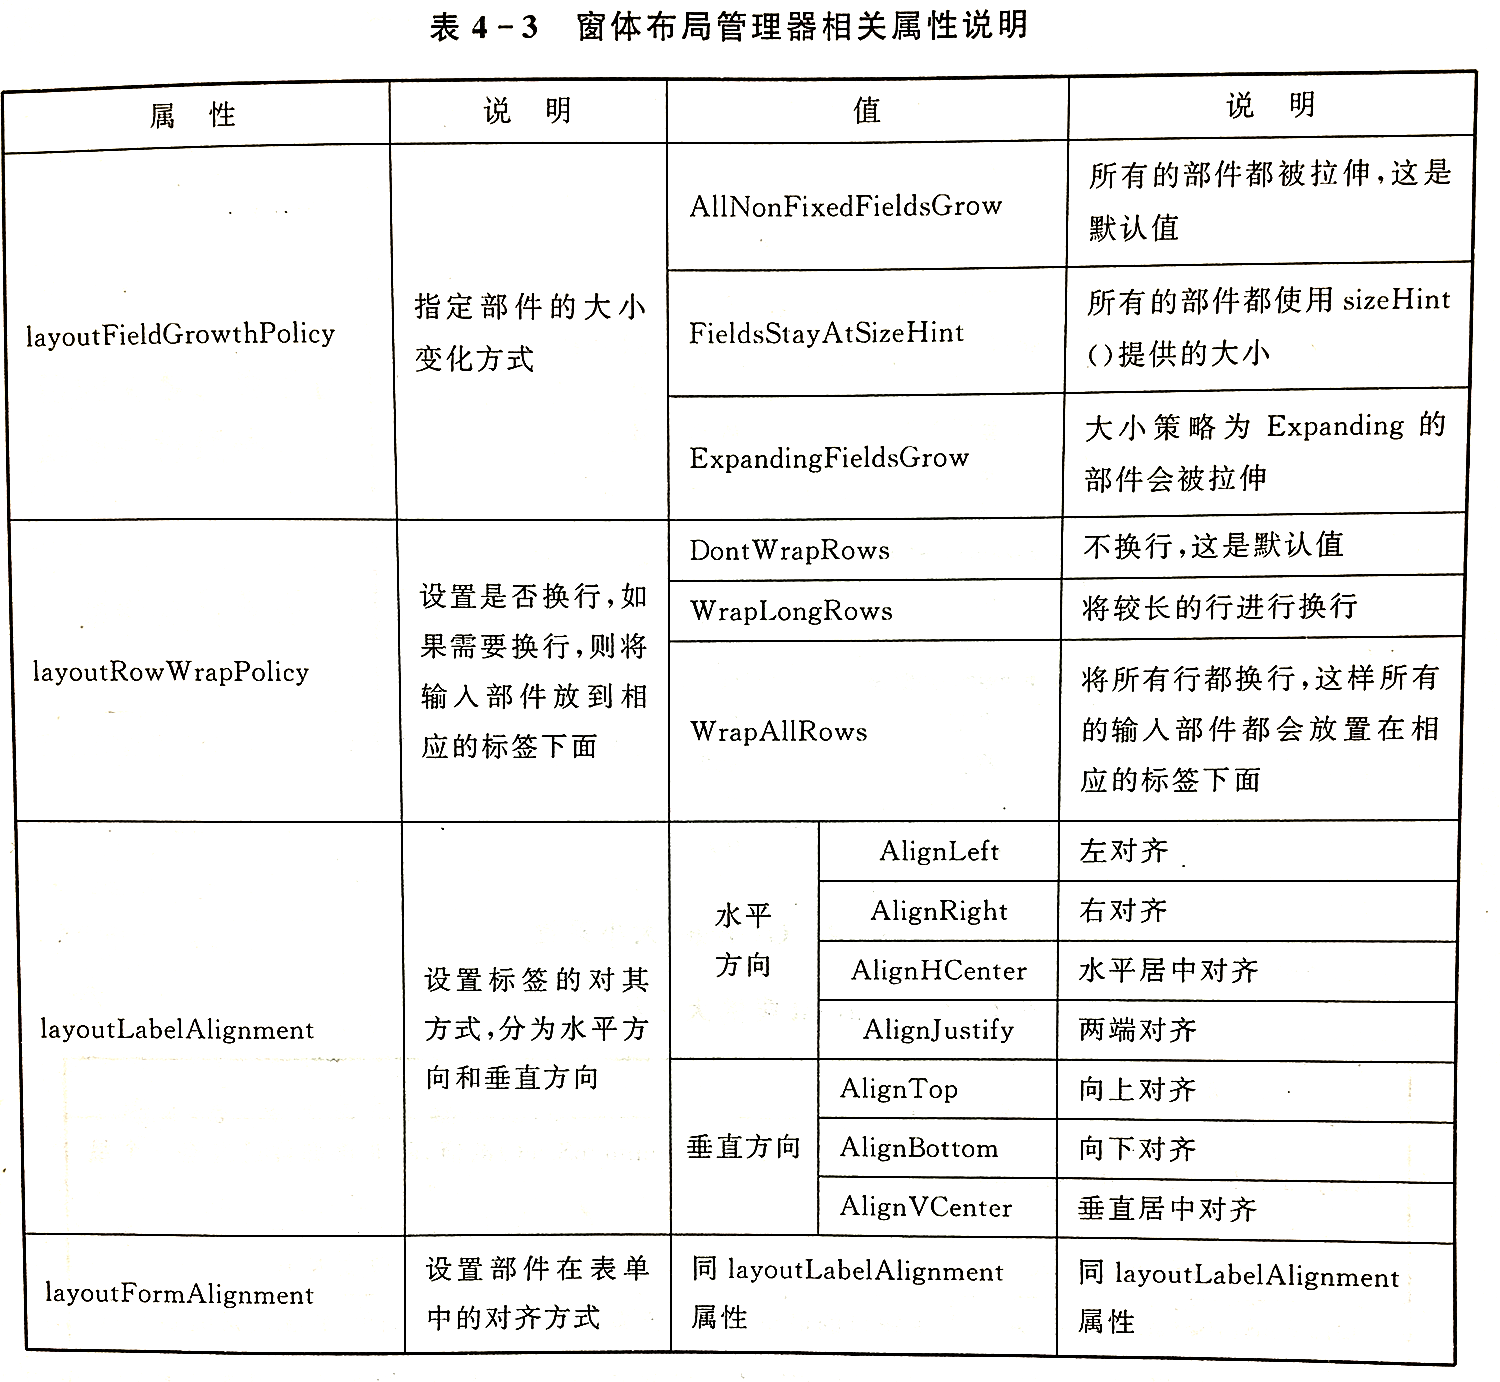 表 4-3 窗体布局管理器相关属性说明
属 性
说 明
值
说 明
layoutFieldGrowthPolicy
指定部件的大小
变化方式
AllNonFixedFieldsGrow
所有的部件都被拉伸,这是
默认值
FieldsStayAtSizeHint
所有的部件都使用 sizeHint
()提供的大小
ExpandingFieldsGrow
大小策略为 Expanding 的
部件会被拉伸
layoutRowWrapPolicy
设置是否换行,如
果需要换行,则将
输入部件放到相
应的标签下面
DontWrapRows
不换行,这是默认值
WrapLongRows
将较长的行进行换行
WrapAllRows
将所有行都换行,这样所有
的输入部件都会放置在相
应的标签下面
layoutLabelAlignment
设置标签的对其
方式,分为水平方
向和垂直方向
水平
方向
AlignLeft
左对齐
AlignRight
右对齐
AlignHCenter
水平居中对齐
AlignJustify
两端对齐
垂直方向
AlignTop
向上对齐
AlignBottom
向下对齐
AlignVCenter
垂直居中对齐
layoutFormAlignment
设置部件在表单
中的对齐方式
同 layoutLabelAlignment
属性
同 layoutLabelAlignment
属性